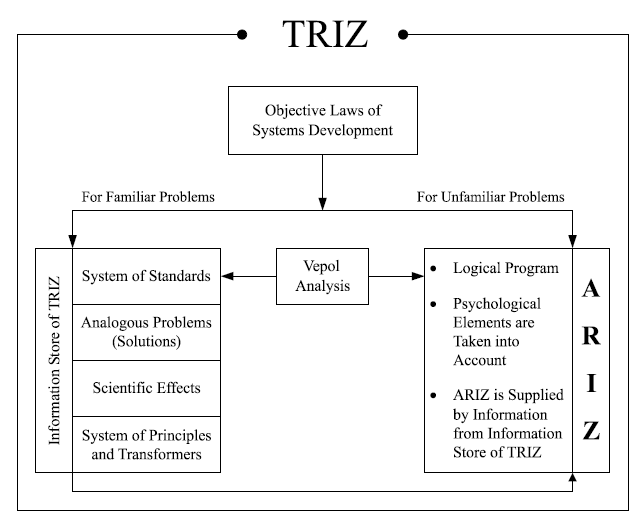 TRIZ
Objective Laws of
Systems Development
For Familiar Problems
For Unfamiliar Problems
Information Store of TRIZ
System of Standards
Analogous Problems
(Solutions)
Scientific Effects
System of Principles
and Transformers
Vepol
Analysis
• Logical Program
• Psychological
Elements are
Taken into
Account
• ARIZ is Supplied
by Information
from Information
Store of TRIZ
A
R
I
Z